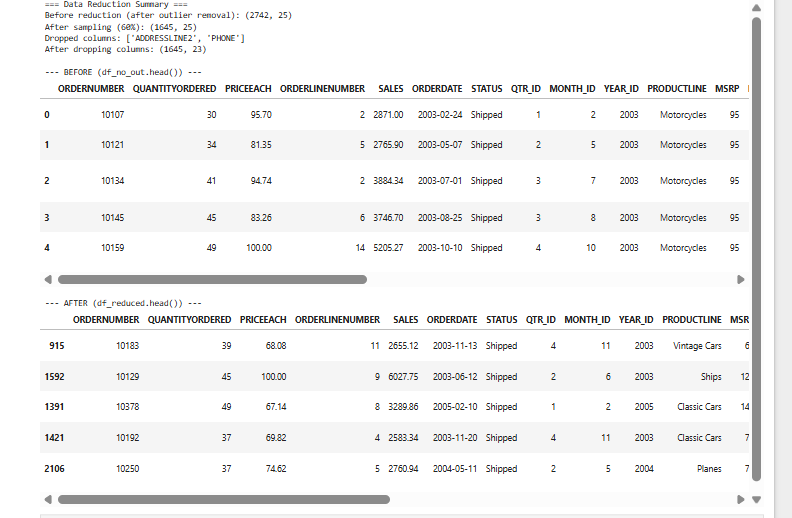 === Data Reduction Summary ===
Before reduction (after outlier removal): (2742, 25)
After sampling (60%): (1645, 25)
Dropped columns: ['ADDRESSLINE2', 'PHONE']
After dropping columns: (1645, 23)
--- BEFORE (df_no_out.head()) ---
ORDERNUMBER QUANTITYORDERED PRICEEACH ORDERLINENUMBER SALES ORDERDATE STATUS QTR_ID MONTH_ID YEAR_ID PRODUCTLINE MSRP
0 10107 30 95.70 2 2871.00 2003-02-24 Shipped 1 2 2003 Motorcycles 95
1 10121 34 81.35 5 2765.90 2003-05-07 Shipped 2 5 2003 Motorcycles 95
2 10134 41 94.74 2 3884.34 2003-07-01 Shipped 3 7 2003 Motorcycles 95
3 10145 45 83.26 6 3746.70 2003-08-25 Shipped 3 8 2003 Motorcycles 95
4 10159 49 100.00 14 5205.27 2003-10-10 Shipped 4 10 2003 Motorcycles 95
--- AFTER (df_reduced.head()) ---
ORDERNUMBER QUANTITYORDERED PRICEEACH ORDERLINENUMBER SALES ORDERDATE STATUS QTR_ID MONTH_ID YEAR_ID PRODUCTLINE MSR
915 10183 39 68.08 11 2655.12 2003-11-13 Shipped 4 11 2003 Vintage Cars 6
1592 10129 45 100.00 9 6027.75 2003-06-12 Shipped 2 6 2003 Ships 12
1391 10378 49 67.14 8 3289.86 2005-02-10 Shipped 1 2 2005 Classic Cars 14
1421 10192 37 69.82 4 2583.34 2003-11-20 Shipped 4 11 2003 Classic Cars 7
2106 10250 37 74.62 5 2760.94 2004-05-11 Shipped 2 5 2004 Planes 7